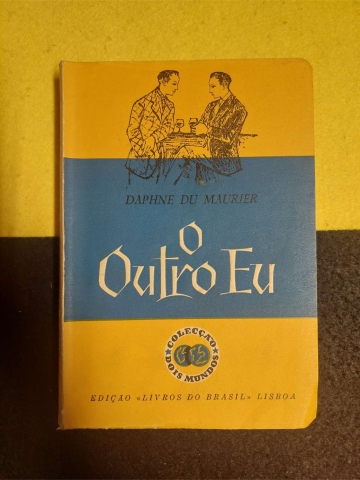 DAPHNE DU MAURIER
O
Outro Eu
COLECÇÃO
DOIS MUNDOS
EDIÇÃO «LIVROS DO BRASIL» LISBOA